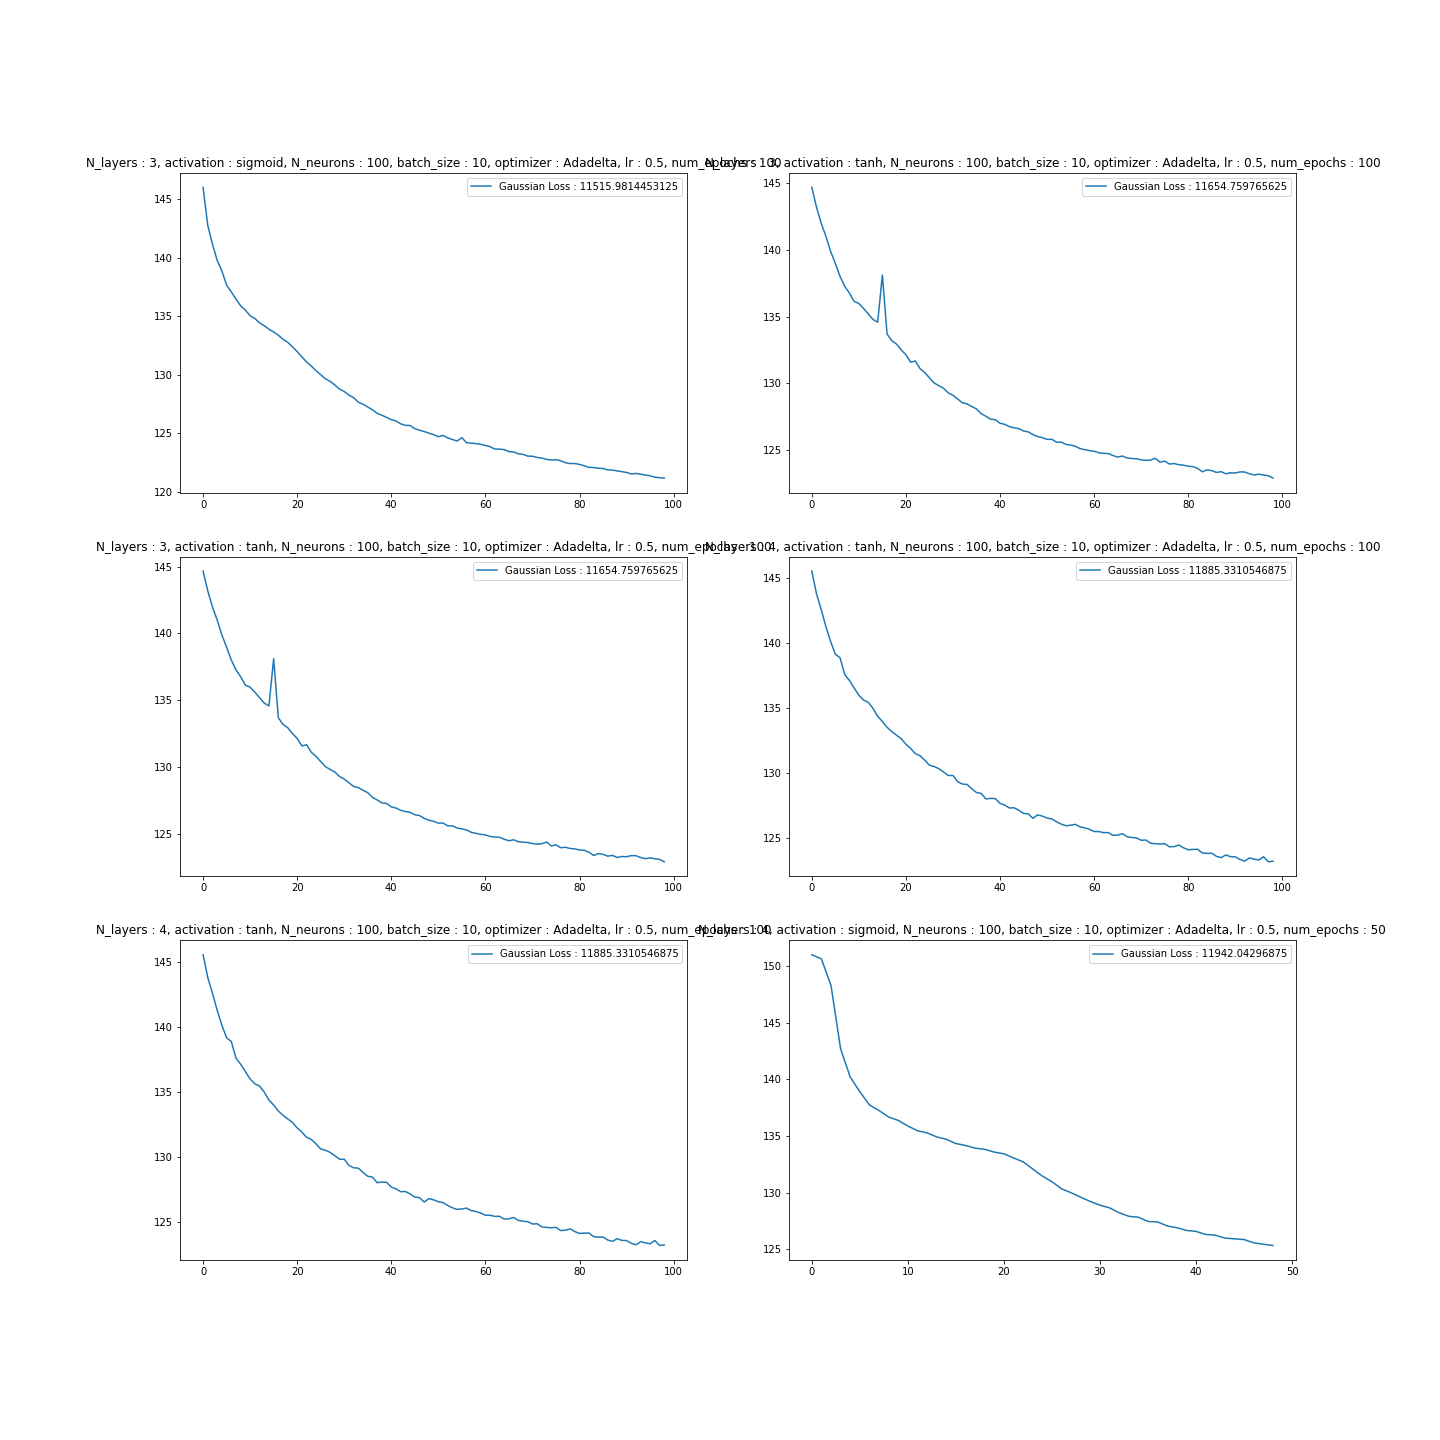 N_layers : 3, activation : sigmoid, N_neurons : 100, batch_size : 10, optimizer : Adadelta, lr : 0.5, num_epochs : 100
Gaussian Loss : 11515.9814453125
145
140
135
130
125
120
0 20 40 60 80 100
N_layers : 3, activation : tanh, N_neurons : 100, batch_size : 10, optimizer : Adadelta, lr : 0.5, num_epochs : 100
Gaussian Loss : 11654.759765625
145
140
135
130
125
0 20 40 60 80 100
N_layers : 3, activation : tanh, N_neurons : 100, batch_size : 10, optimizer : Adadelta, lr : 0.5, num_epochs : 100
Gaussian Loss : 11654.759765625
145
140
135
130
125
0 20 40 60 80 100
N_layers : 4, activation : tanh, N_neurons : 100, batch_size : 10, optimizer : Adadelta, lr : 0.5, num_epochs : 100
Gaussian Loss : 11885.3310546875
145
140
135
130
125
0 20 40 60 80 100
N_layers : 4, activation : tanh, N_neurons : 100, batch_size : 10, optimizer : Adadelta, lr : 0.5, num_epochs : 100
Gaussian Loss : 11885.3310546875
145
140
135
130
125
0 20 40 60 80 100
N_layers : 4, activation : sigmoid, N_neurons : 100, batch_size : 10, optimizer : Adadelta, lr : 0.5, num_epochs : 50
Gaussian Loss : 11942.04296875
150
145
140
135
130
125
0 10 20 30 40 50